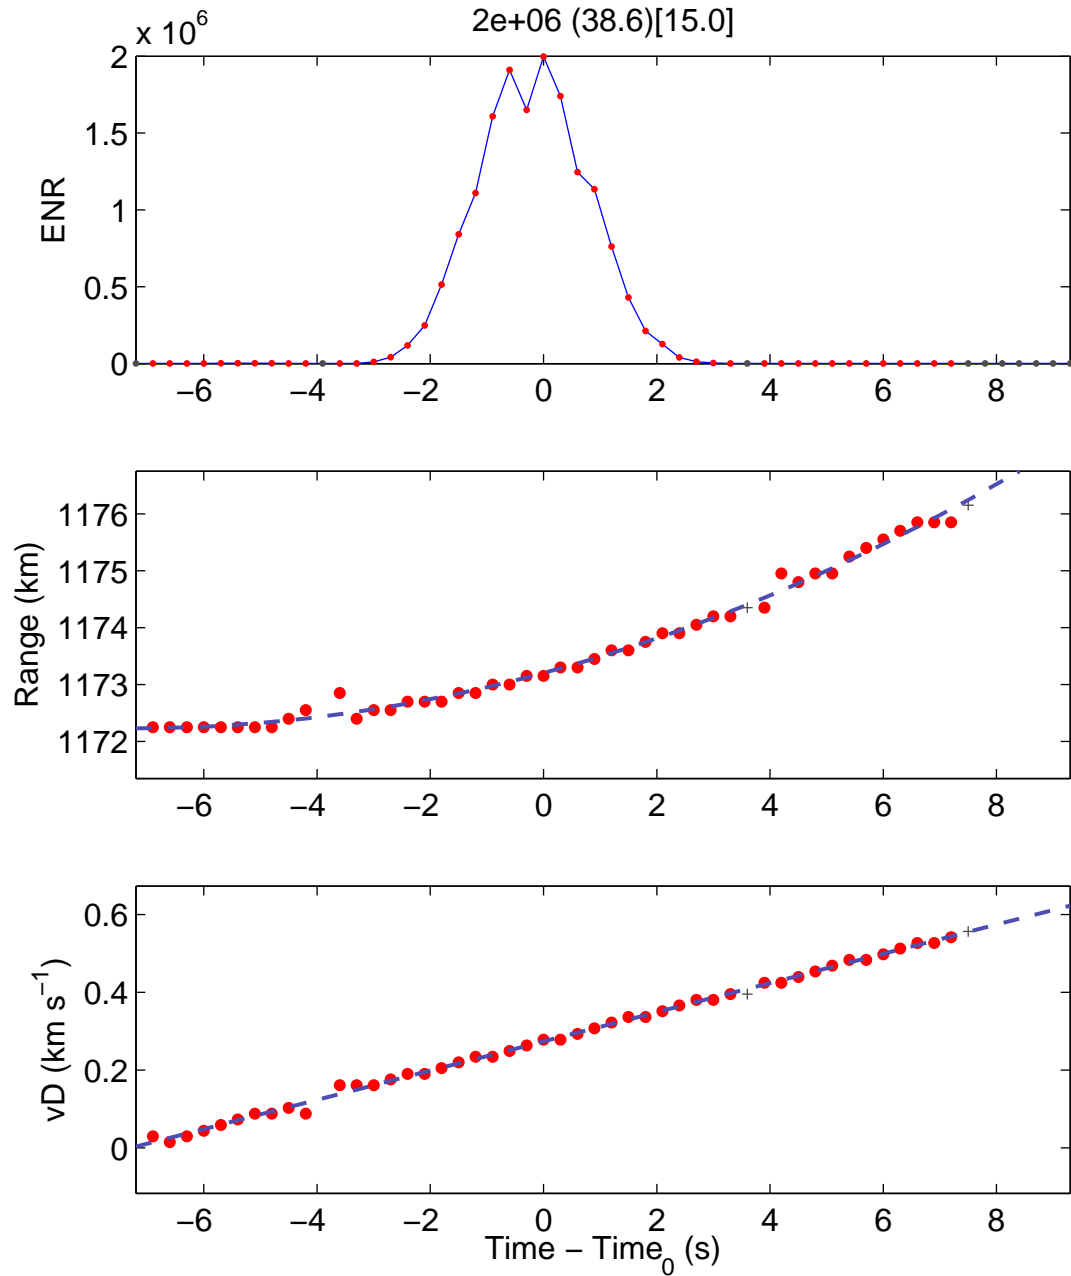 2e+06 (38.6)[15.0]
x 10^6
2
1.5
1
0.5
0
ENR
−6 −4 −2 0 2 4 6 8
1176
1175
1174
1173
1172
Range (km)
−6 −4 −2 0 2 4 6 8
0.6
0.4
0.2
0
vD (km s^−1)
−6 −4 −2 0 2 4 6 8
Time − Time_0 (s)